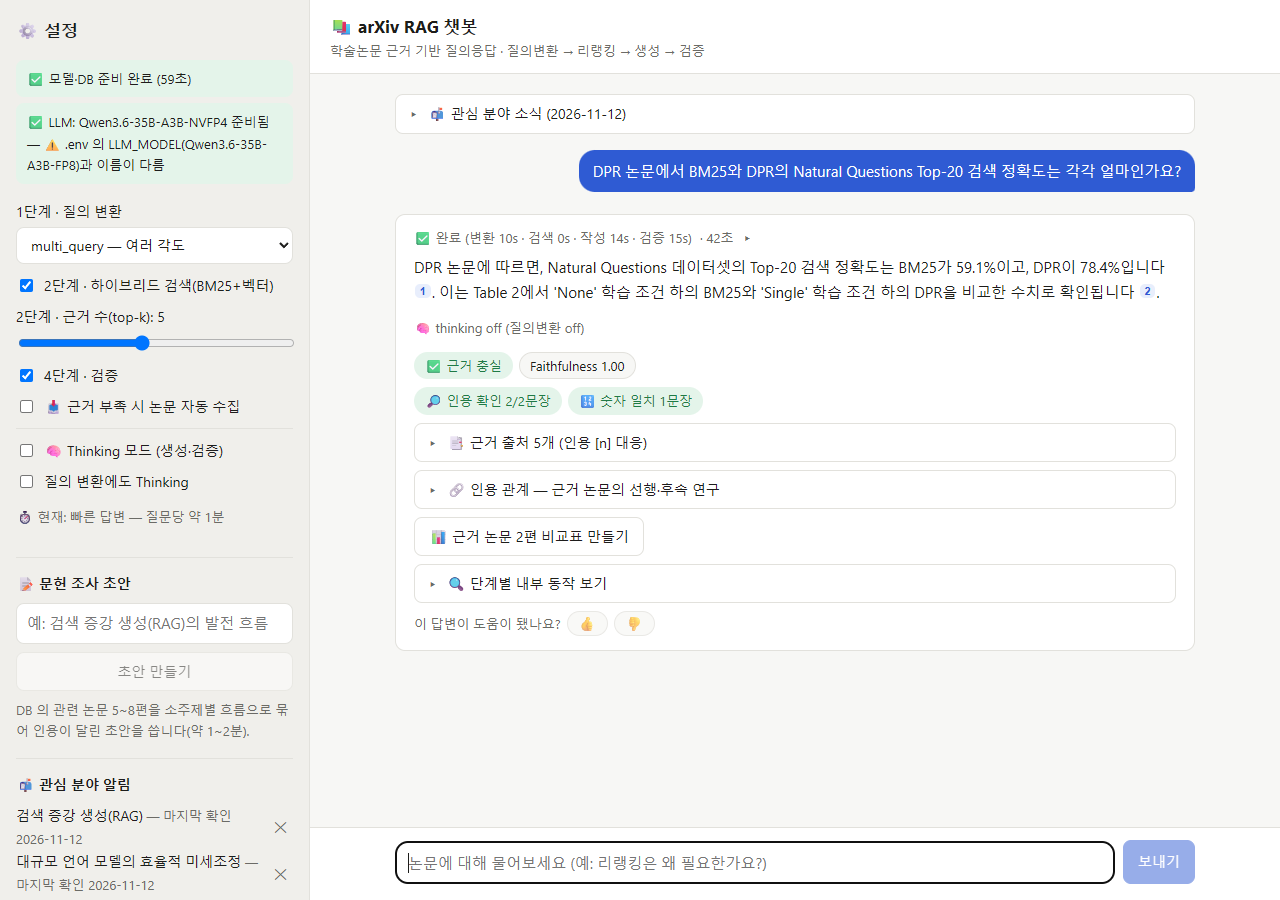 설정
모델·DB 준비 완료 (59초)
LLM: Qwen3.6-35B-A3B-NVFP4 준비됨
— ⚠️ .env 의 LLM_MODEL(Qwen3.6-35B-
A3B-FP8)과 이름이 다름
1단계 · 질의 변환
multi_query — 여러 각도
2단계 · 하이브리드 검색(BM25+벡터)
2단계 · 근거 수(top-k): 5
4단계 · 검증
근거 부족 시 논문 자동 수집
Thinking 모드 (생성·검증)
질의 변환에도 Thinking
현재: 빠른 답변 — 질문당 약 1분
문헌 조사 초안
예: 검색 증강 생성(RAG)의 발전 흐름
초안 만들기
DB 의 관련 논문 5~8편을 소주제별 흐름으로 묶
어 인용이 달린 초안을 씁니다(약 1~2분).
관심 분야 알림
검색 증강 생성(RAG) — 마지막 확인
2026-11-12
대규모 언어 모델의 효율적 미세조정 —
마지막 확인 2026-11-12
arXiv RAG 챗봇
학술논문 근거 기반 질의응답 · 질의변환 → 리랭킹 → 생성 → 검증
관심 분야 소식 (2026-11-12)
DPR 논문에서 BM25와 DPR의 Natural Questions Top-20 검색 정확도는 각각 얼마인가요?
완료 (변환 10s · 검색 0s · 작성 14s · 검증 15s) · 42초
DPR 논문에 따르면, Natural Questions 데이터셋의 Top-20 검색 정확도는 BM25가 59.1%이고, DPR이 78.4%입니다
1 . 이는 Table 2에서 'None' 학습 조건 하의 BM25와 'Single' 학습 조건 하의 DPR을 비교한 수치로 확인됩니다 2 .
thinking off (질의변환 off)
근거 충실 Faithfulness 1.00
인용 확인 2/2문장 숫자 일치 1문장
근거 출처 5개 (인용 [n] 대응)
인용 관계 — 근거 논문의 선행·후속 연구
근거 논문 2편 비교표 만들기
단계별 내부 동작 보기
이 답변이 도움이 됐나요?
논문에 대해 물어보세요 (예: 리랭킹은 왜 필요한가요?)
보내기